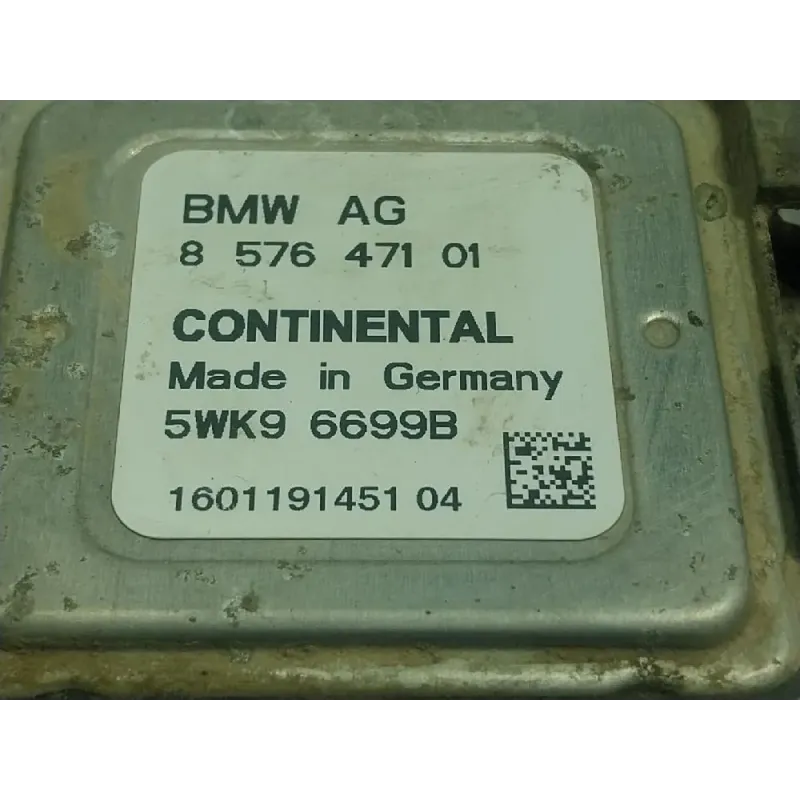 BMW AG
8 576 471 01
CONTINENTAL
Made in Germany
5WK9 6699B
1601191451 04